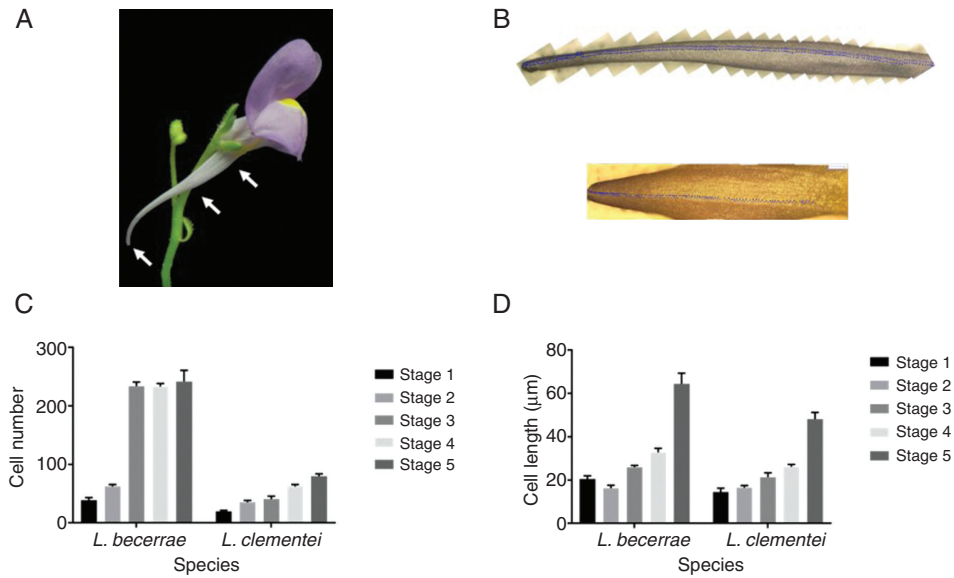 A
B
C
300
200
100
0
Cell number
L. becerrae
L. clementei
Species
Stage 1
Stage 2
Stage 3
Stage 4
Stage 5
D
80
60
40
20
0
Cell length (μm)
L. becerrae
L. clementei
Species
Stage 1
Stage 2
Stage 3
Stage 4
Stage 5